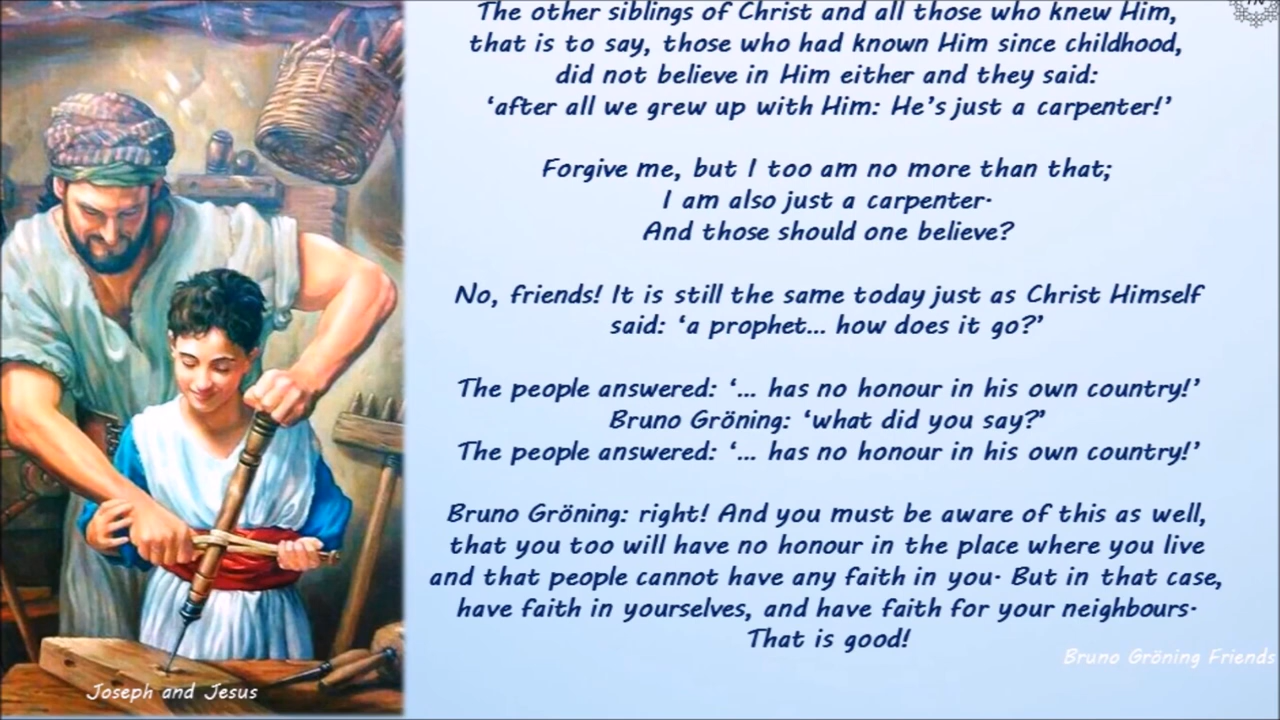 The other siblings of Christ and all those who knew Him,
that is to say, those who had known Him since childhood,
did not believe in Him either and they said:
‘after all we grew up with Him: He’s just a carpenter!’
Forgive me, but I too am no more than that;
I am also just a carpenter.
And those should one believe?
No, friends! It is still the same today just as Christ Himself
said: ‘a prophet... how does it go?’
The people answered: ‘... has no honour in his own country!’
Bruno Gröning: ‘what did you say?’
The people answered: ‘... has no honour in his own country!’
Bruno Gröning: right! And you must be aware of this as well,
that you too will have no honour in the place where you live
and that people cannot have any faith in you. But in that case,
have faith in yourselves, and have faith for your neighbours.
That is good!
Bruno Gröning Friends
Joseph and Jesus